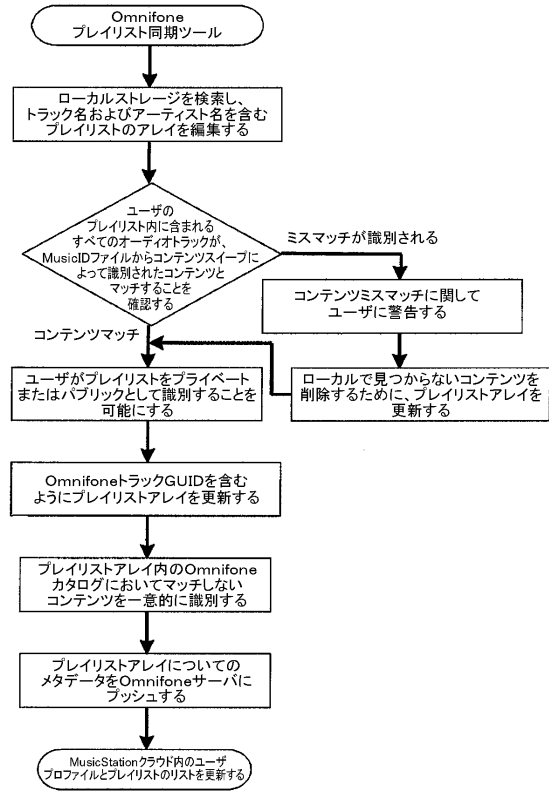 Omnifone
プレイリスト同期ツール
ローカルストレージを検索し、
トラック名およびアーティスト名を含む
プレイリストのアレイを編集する
ユーザの
プレイリスト内に含まれる
すべてのオーディオトラックが、
MusicIDファイルからコンテンツスイープに
よって識別されたコンテンツと
マッチすることを
確認する
ミスマッチが識別される
コンテンツミスマッチに関して
ユーザに警告する
ローカルで見つからないコンテンツを
削除するために、プレイリストアレイを
更新する
コンテンツマッチ
ユーザがプレイリストをプライベート
またはパブリックとして識別することを
可能にする
OmnifoneトラックGUIDを含む
ようにプレイリストアレイを更新する
プレイリストアレイ内のOmnifone
カタログにおいてマッチしない
コンテンツを一意的に識別する
プレイリストアレイについての
メタデータをOmnifoneサーバに
プッシュする
MusicStationクラウド内のユーザ
プロファイルとプレイリストのリストを更新する